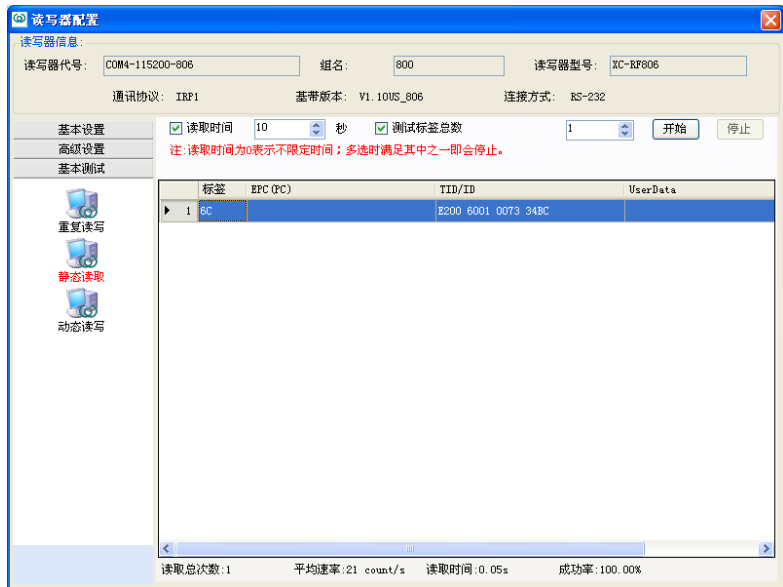 读写器配置
读写器信息:
读写器代号: COM4-115200-806 组名: 800 读写器型号: XC-RF806
通讯协议: IRP1 基带版本: V1.10US_806 连接方式: RS-232
基本设置
高级设置
基本测试
重复读写
静态读取
动态读写
读取时间 10 秒 测试标签总数 1 开始 停止
注:读取时间为0表示不限定时间；多选时满足其中之一即会停止。
标签 EPC(PC) TID/ID UserData
1 6C E200 6001 0073 34BC
读取总次数:1 平均速率:21 count/s 读取时间:0.05s 成功率:100.00%